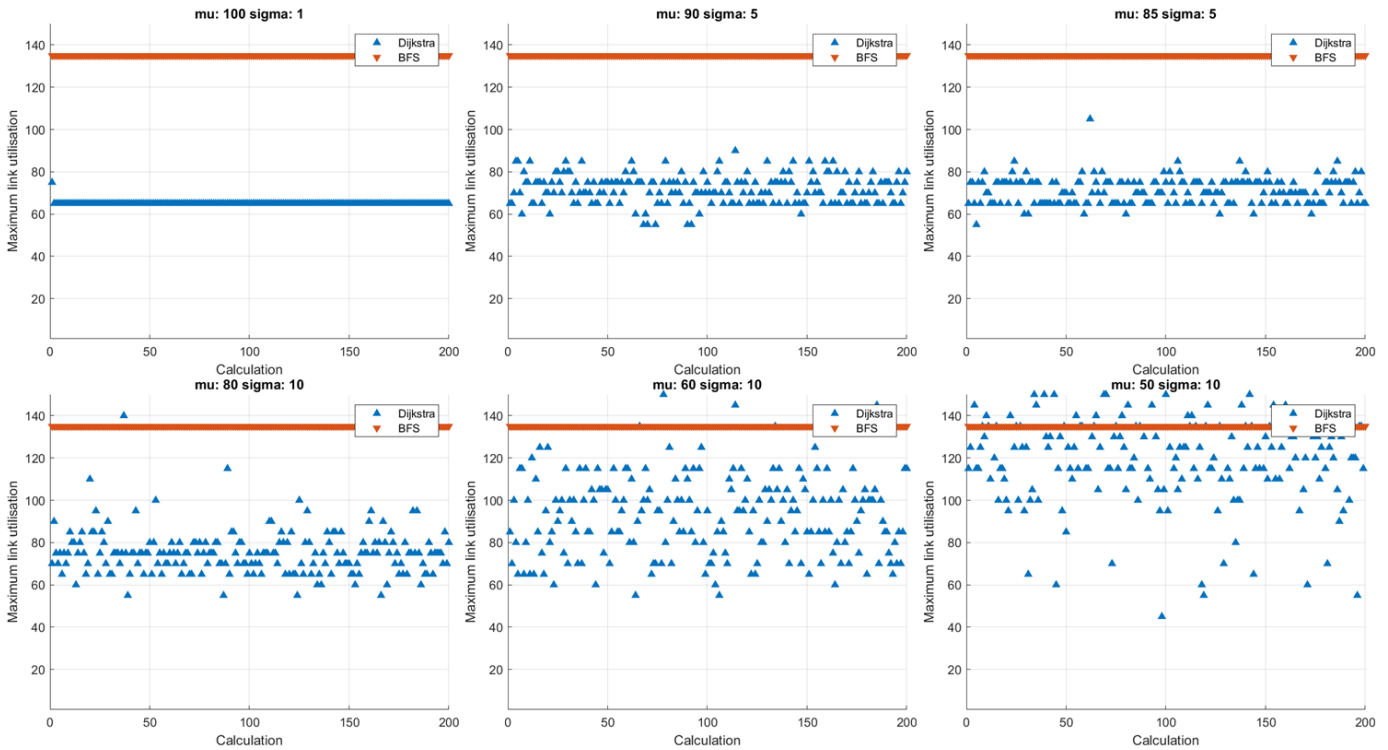 mu: 100 sigma: 1
140
120
100
80
60
40
20
0
50
100
150
200
Maximum link utilisation
Calculation
Dijkstra
BFS
mu: 90 sigma: 5
140
120
100
80
60
40
20
0
50
100
150
200
Maximum link utilisation
Calculation
Dijkstra
BFS
mu: 85 sigma: 5
140
120
100
80
60
40
20
0
50
100
150
200
Maximum link utilisation
Calculation
Dijkstra
BFS
mu: 80 sigma: 10
140
120
100
80
60
40
20
0
50
100
150
200
Maximum link utilisation
Calculation
Dijkstra
BFS
mu: 60 sigma: 10
140
120
100
80
60
40
20
0
50
100
150
200
Maximum link utilisation
Calculation
Dijkstra
BFS
mu: 50 sigma: 10
140
120
100
80
60
40
20
0
50
100
150
200
Maximum link utilisation
Calculation
Dijkstra
BFS